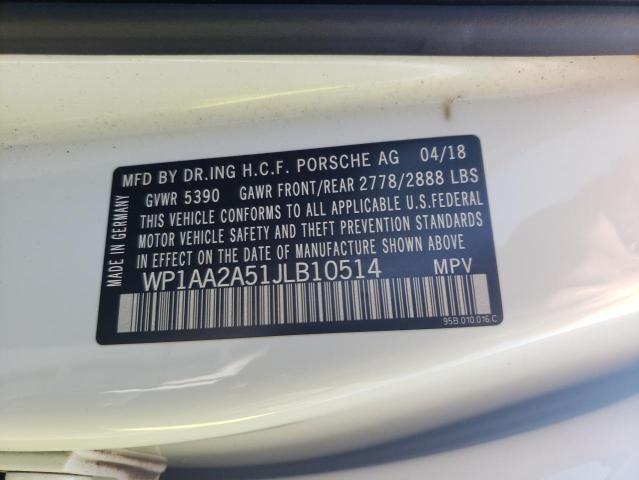 MADE IN GERMANY
MFD BY DR.ING H.C.F. PORSCHE AG 04/18
GVWR 5390 GAWR FRONT/REAR 2778/2888 LBS
THIS VEHICLE CONFORMS TO ALL APPLICABLE U.S.FEDERAL
MOTOR VEHICLE SAFETY AND THEFT PREVENTION STANDARDS
IN EFFECT ON THE DATE OF MANUFACTURE SHOWN ABOVE.
WP1AA2A51JLB10514 MPV
95B.010.016.C